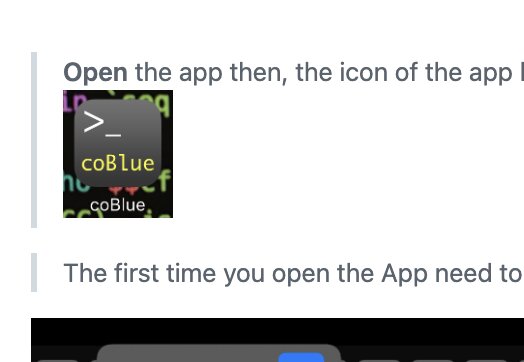 Open the app then, the icon of the app
>_
coBlue
coBlue
The first time you open the App need to